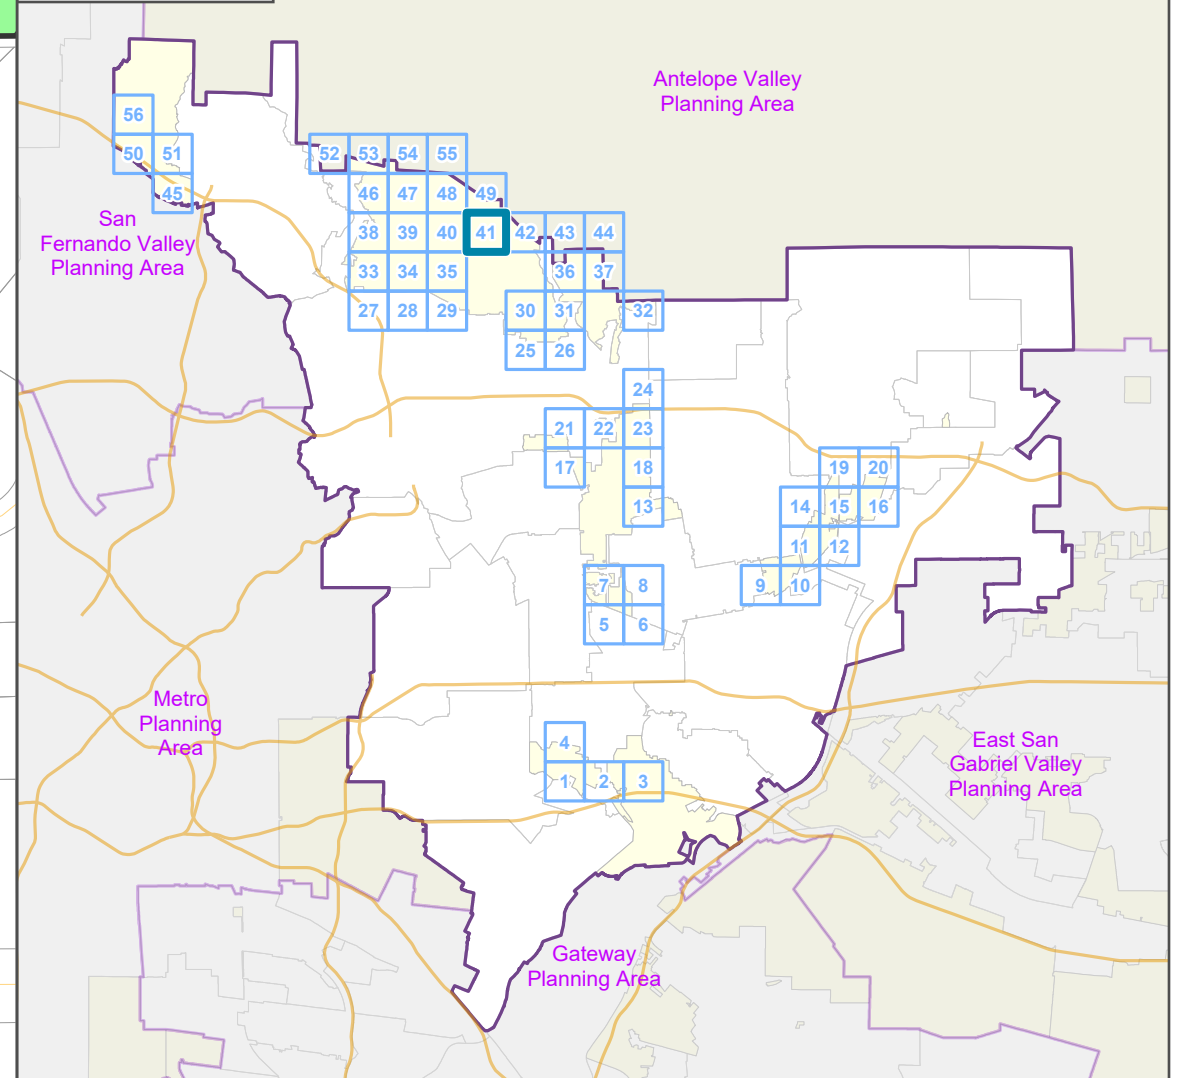 Antelope Valley
Planning Area
56
50 51
52 53 54 55
45
46 47 48 49
San
Fernando Valley
Planning Area
38 39 40 41 42 43 44
33 34 35 36 37
27 28 29 30 31 32
25 26
24
21 22 23
17 18
19 20
13
14 15 16
11 12
7 8
9 10
5 6
Metro
Planning
Area
4
1 2 3
East San
Gabriel Valley
Planning Area
Gateway
Planning Area